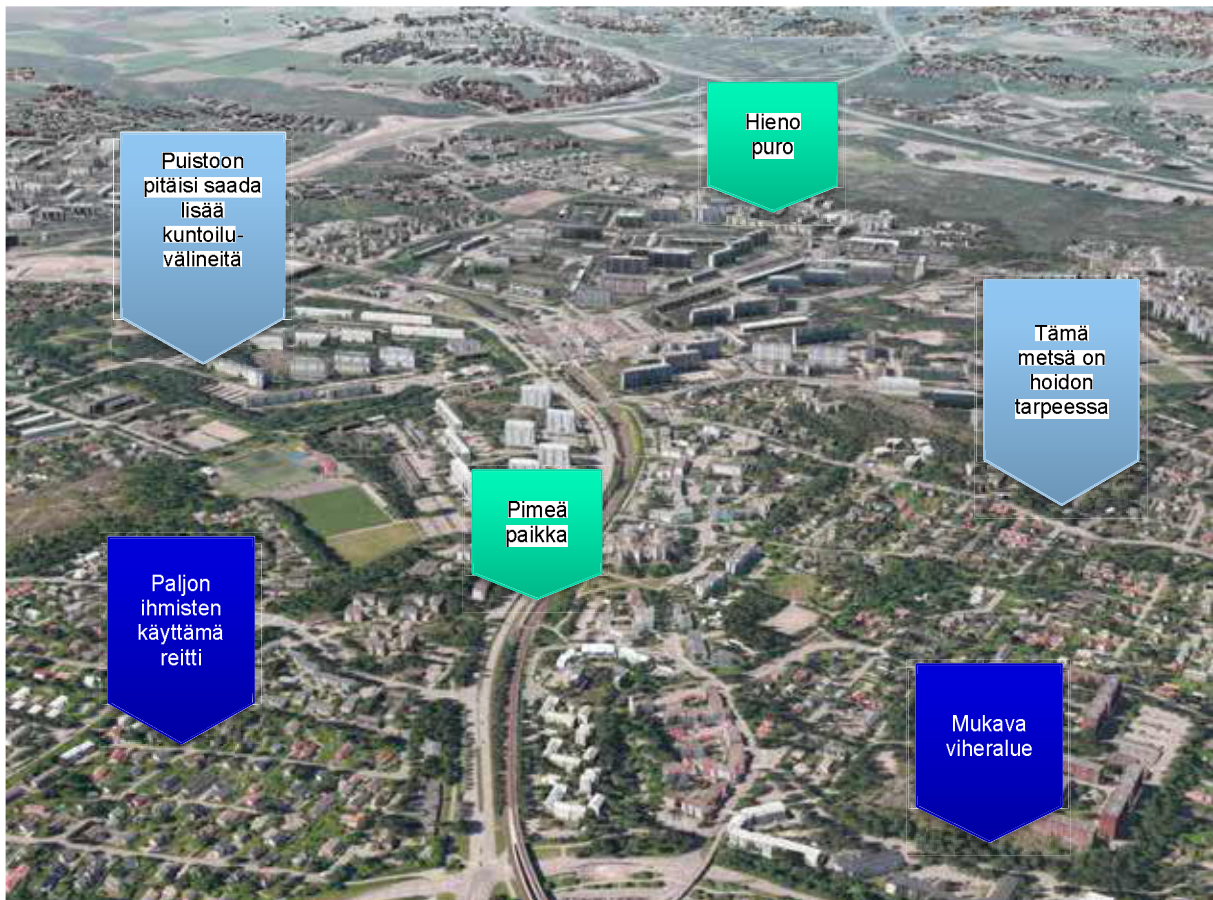 Hieno
puro
Puistoon
pitäisi saada
lisää
kuntoilu-
välineitä
Tämä
metsä on
hoidon
tarpeessa
Pimeä
paikka
Paljon
ihmisten
käyttämä
reitti
Mukava
viheralue